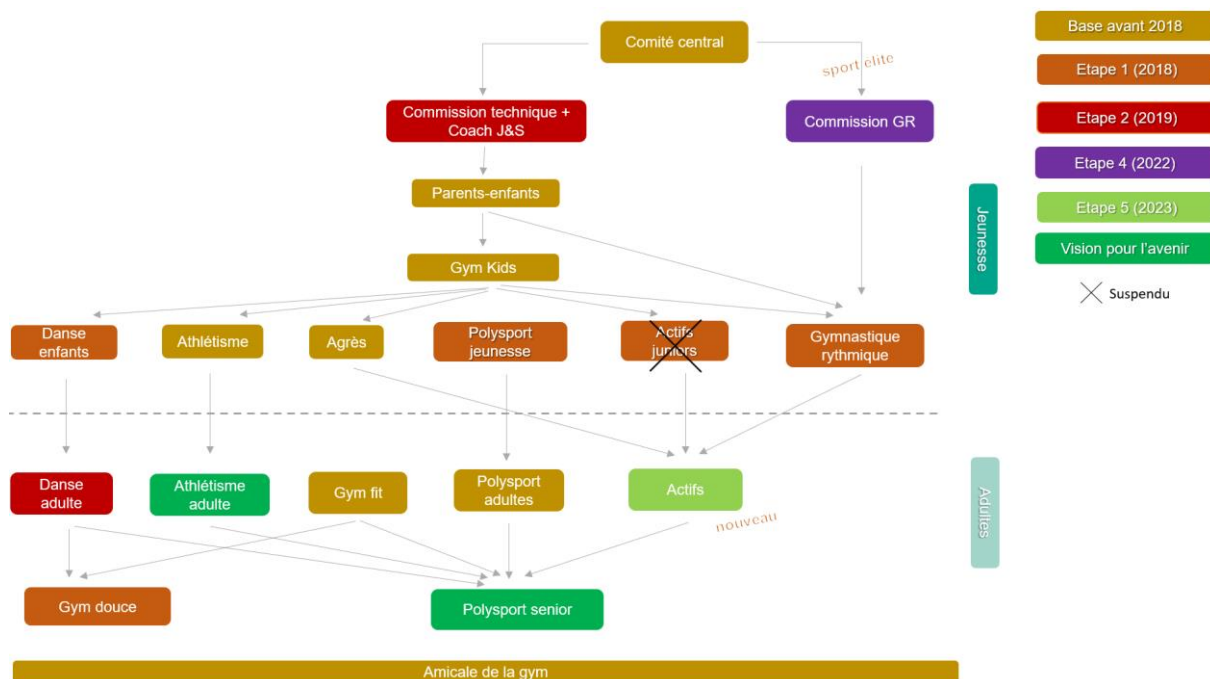 Comité central
sport elite
Commission technique +
Coach J&S
Commission GR
Parents-enfants
Gym Kids
Danse
enfants
Athlétisme
Agrès
Polysport
jeunesse
Actifs
juniors
Gymnastique
rythmique
Jeunesse
Danse
adulte
Athlétisme
adulte
Gym fit
Polysport
adultes
Actifs
nouveau
Adultes
Gym douce
Polysport senior
Amicale de la gym
Base avant 2018
Etape 1 (2018)
Etape 2 (2019)
Etape 4 (2022)
Etape 5 (2023)
Vision pour l'avenir
Suspendu